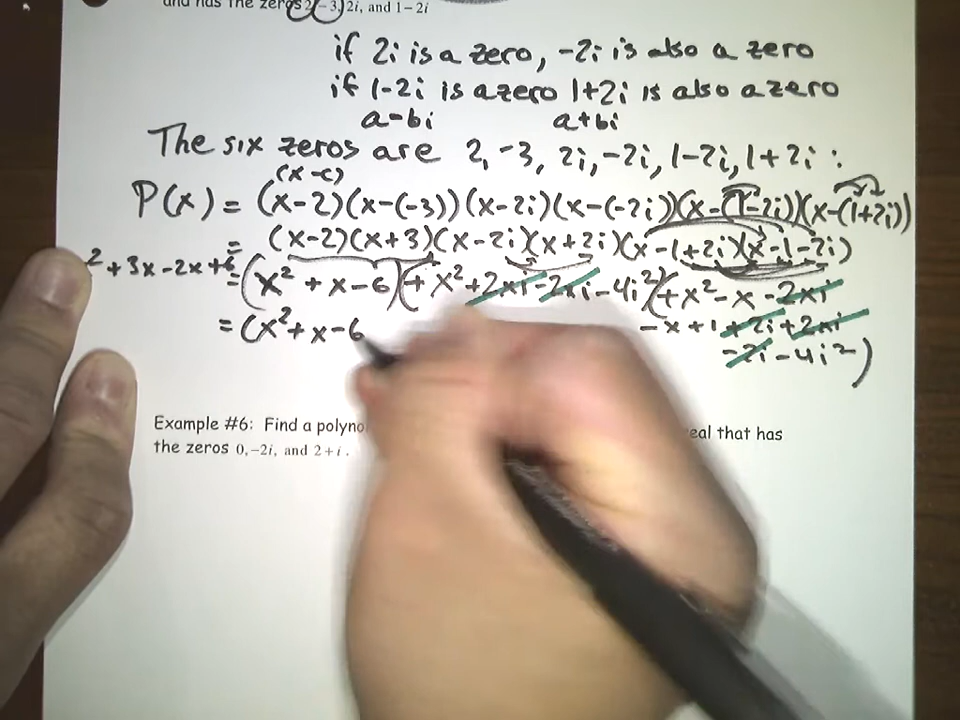 and has the zeros 2, -3, 2i, and 1-2i
if 2i is a zero, -2i is also a zero
if 1-2i is a zero 1+2i is also a zero
a-bi a+bi
The six zeros are 2, -3, 2i, -2i, 1-2i, 1+2i :
(x-c)
P(x) = (x-2)(x-(-3))(x-2i)(x-(-2i))(x-(1-2i))(x-(1+2i))
= (x-2)(x+3)(x-2i)(x+2i)(x-1+2i)(x-1-2i)
²+3x-2x+6
= (x²+x-6)(+x²+2xi-2xi-4i²)(+x²-x-2xi
-x+1+2i+2xi
-2i-4i²)
= (x²+x-6
Example #6: Find a polyno eal that has
the zeros 0,-2i, and 2+i.